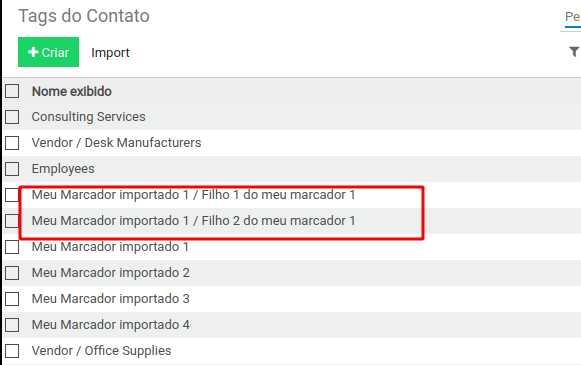 Tags do Contato
Pe
+ Criar Import
Nome exibido
Consulting Services
Vendor / Desk Manufacturers
Employees
Meu Marcador importado 1 / Filho 1 do meu marcador 1
Meu Marcador importado 1 / Filho 2 do meu marcador 1
Meu Marcador importado 1
Meu Marcador importado 2
Meu Marcador importado 3
Meu Marcador importado 4
Vendor / Office Supplies